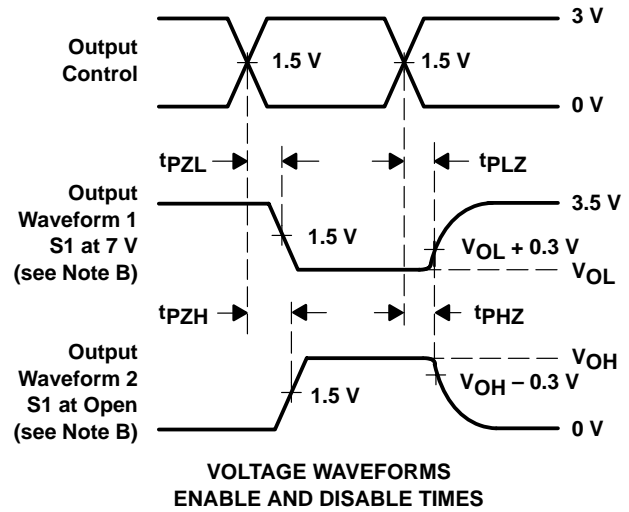 Output
Control
3 V
1.5 V
1.5 V
0 V
tPZL
tPLZ
Output
Waveform 1
S1 at 7 V
(see Note B)
3.5 V
1.5 V
VOL + 0.3 V
VOL
tPZH
tPHZ
Output
Waveform 2
S1 at Open
(see Note B)
VOH
VOH – 0.3 V
1.5 V
0 V
VOLTAGE WAVEFORMS
ENABLE AND DISABLE TIMES